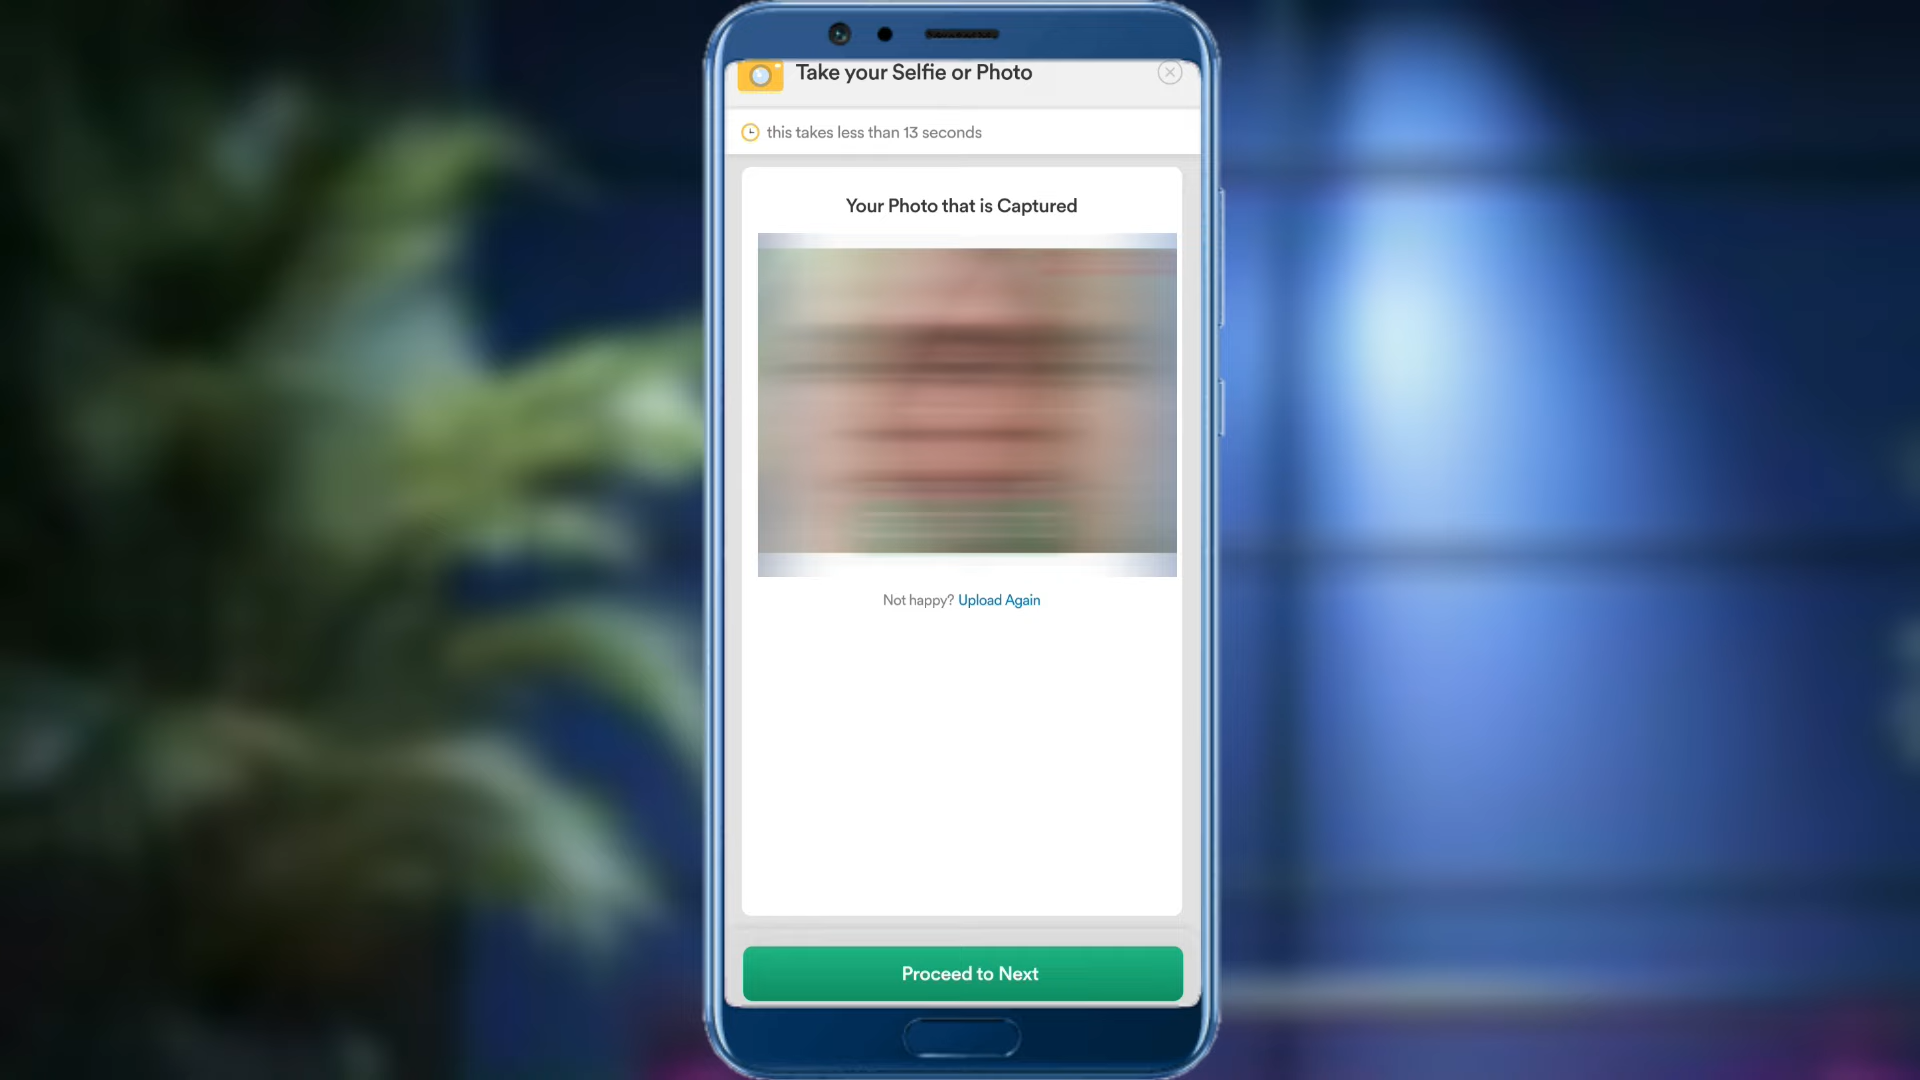 Take your Selfie or Photo
this takes less than 13 seconds
Your Photo that is Captured
Not happy? Upload Again
Proceed to Next